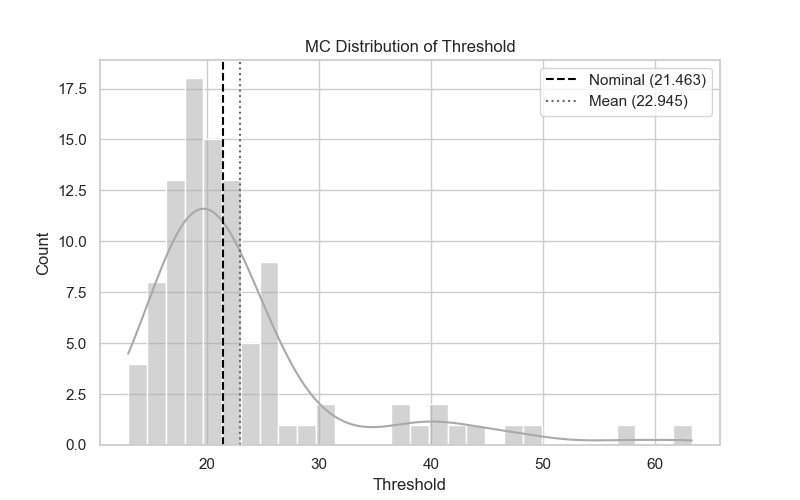 MC Distribution of Threshold
Nominal (21.463)
Mean (22.945)
17.5
15.0
12.5
10.0
7.5
5.0
2.5
0.0
Count
20 30 40 50 60
Threshold